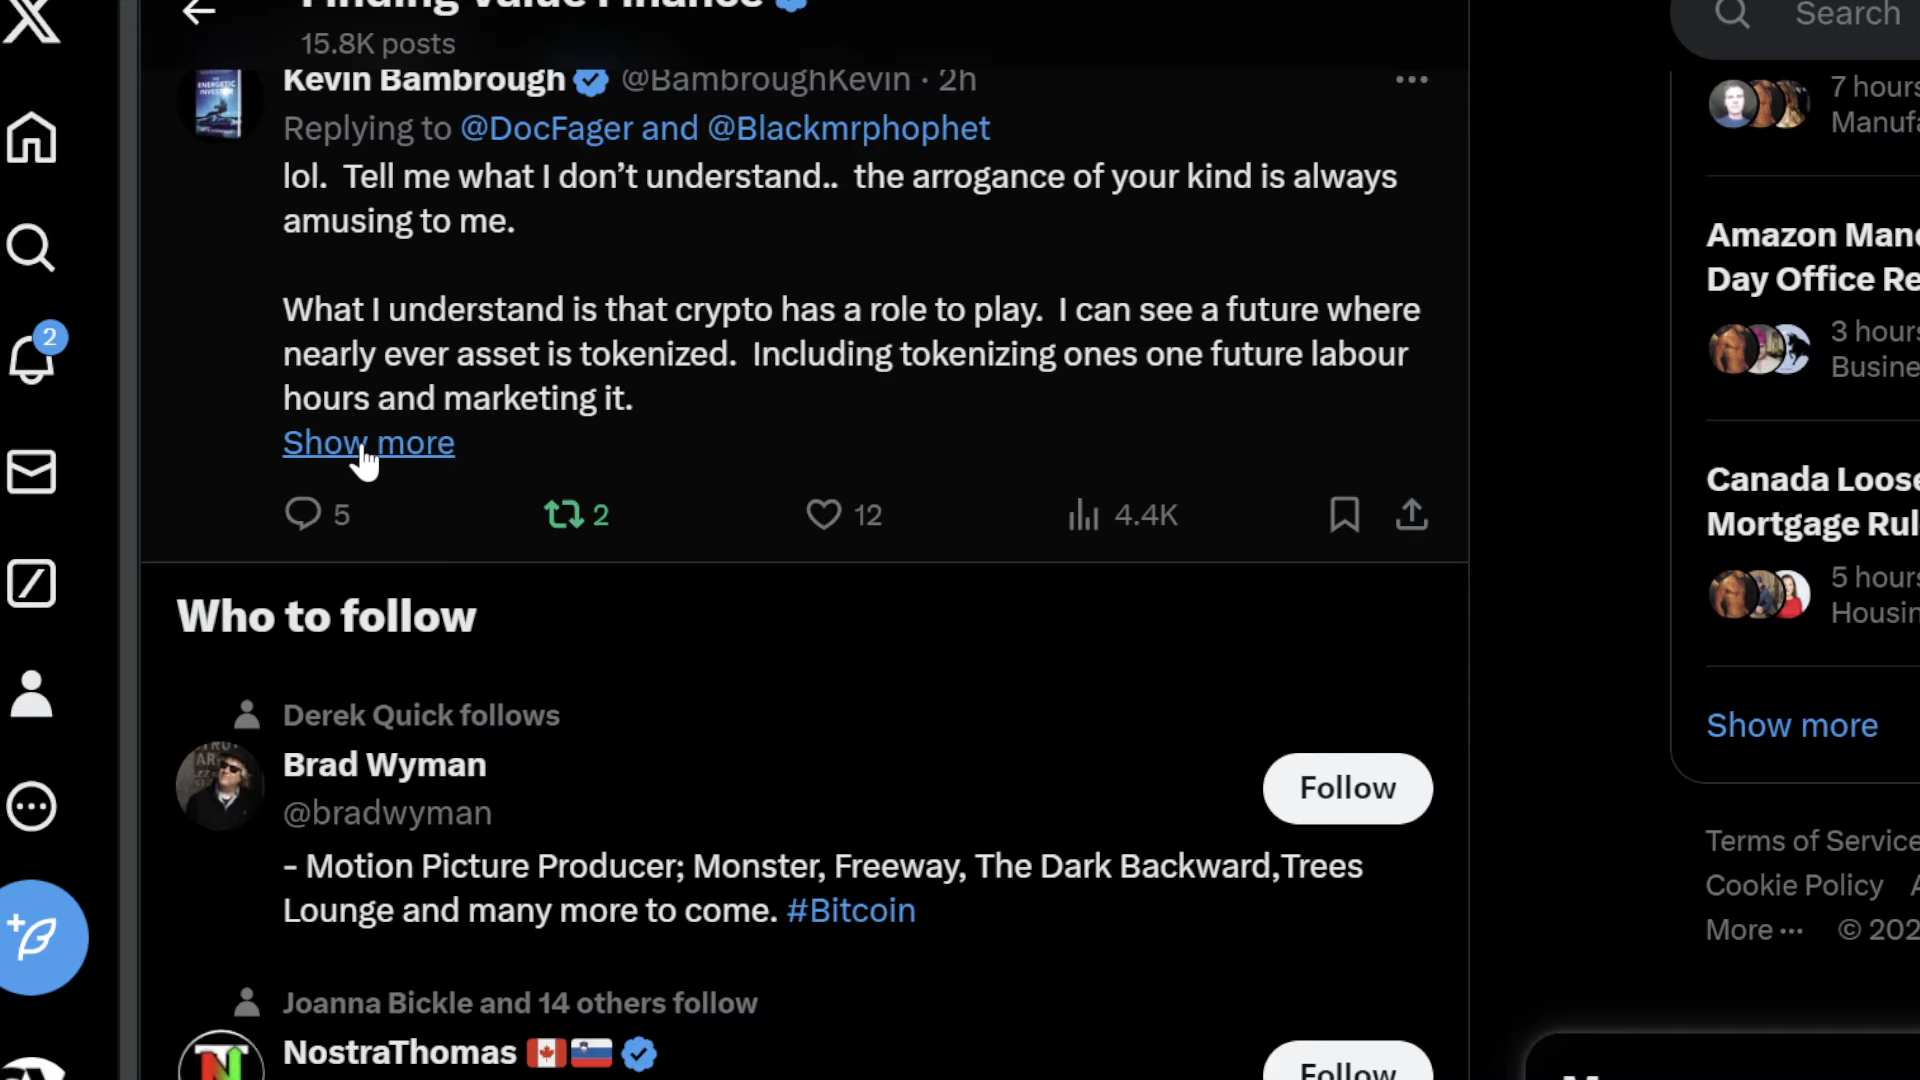 Finding Value Finance
15.8K posts
Search
Kevin Bambrough @BambroughKevin · 2h
Replying to @DocFager and @Blackmrphophet
lol.  Tell me what I don’t understand..  the arrogance of your kind is always
amusing to me.
What I understand is that crypto has a role to play.  I can see a future where
nearly ever asset is tokenized.  Including tokenizing ones one future labour
hours and marketing it.
Show more
5
2
12
4.4K
2
Who to follow
Derek Quick follows
Brad Wyman
@bradwyman
Follow
- Motion Picture Producer; Monster, Freeway, The Dark Backward,Trees
Lounge and many more to come. #Bitcoin
Joanna Bickle and 14 others follow
NostraThomas
Follow
7 hours
Amazon
Day Office
3 hours
Canada
Mortgage
5 hours
Show more
Terms of Service
Cookie Policy
More ··· ©